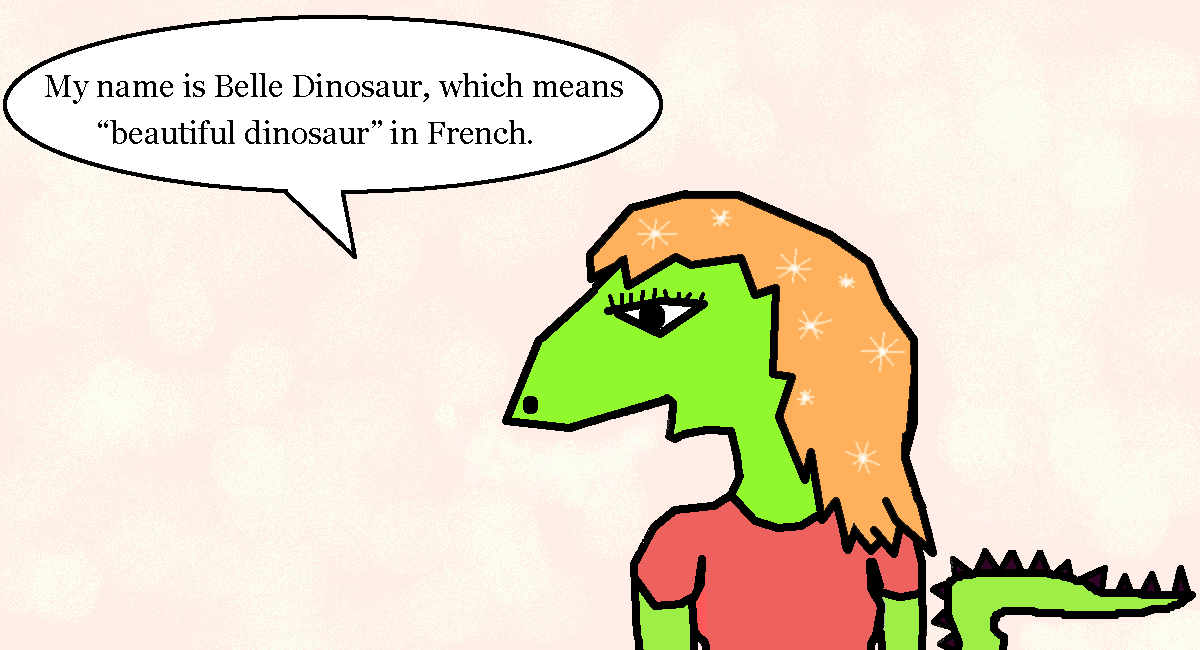 My name is Belle Dinosaur, which means
“beautiful dinosaur” in French.